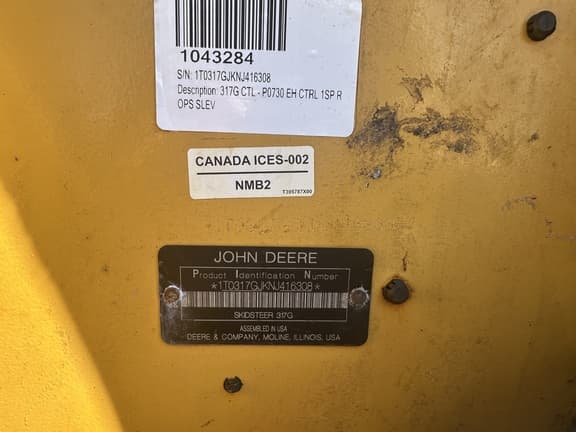 1043284
S/N: 1T0317GJKNJ416308
Description: 317G CTL - P0730 EH CTRL 1SP R
OPS SLEV
CANADA ICES-002
NMB2
T395787X00
JOHN DEERE
Product Identification Number
*1T0317GJKNJ416308*
SKIDSTEER 317G
ASSEMBLED IN USA
DEERE & COMPANY, MOLINE, ILLINOIS, USA